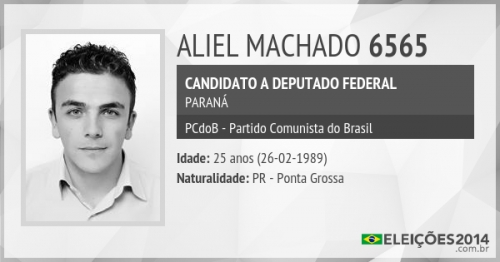 ALIEL MACHADO 6565
CANDIDATO A DEPUTADO FEDERAL
PARANÁ
PCdoB - Partido Comunista do Brasil
Idade: 25 anos (26-02-1989)
Naturalidade: PR - Ponta Grossa
ELEIÇÕES2014
.com.br